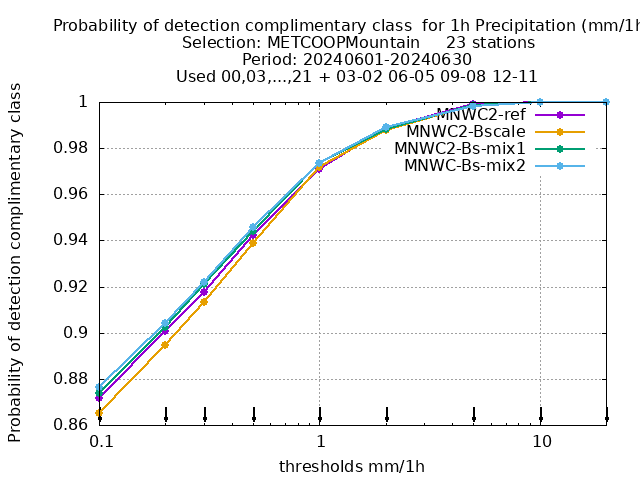 Probability of detection complimentary class  for 1h Precipitation (mm/1h
Selection: METCOOPMountain     23 stations
Period: 20240601-20240630
Used 00,03,...,21 + 03-02 06-05 09-08 12-11
Probability of detection complimentary class
1
0.98
0.96
0.94
0.92
0.9
0.88
0.86
MNWC2-ref
MNWC2-Bscale
MNWC2-Bs-mix1
MNWC-Bs-mix2
0.1
1
10
thresholds mm/1h